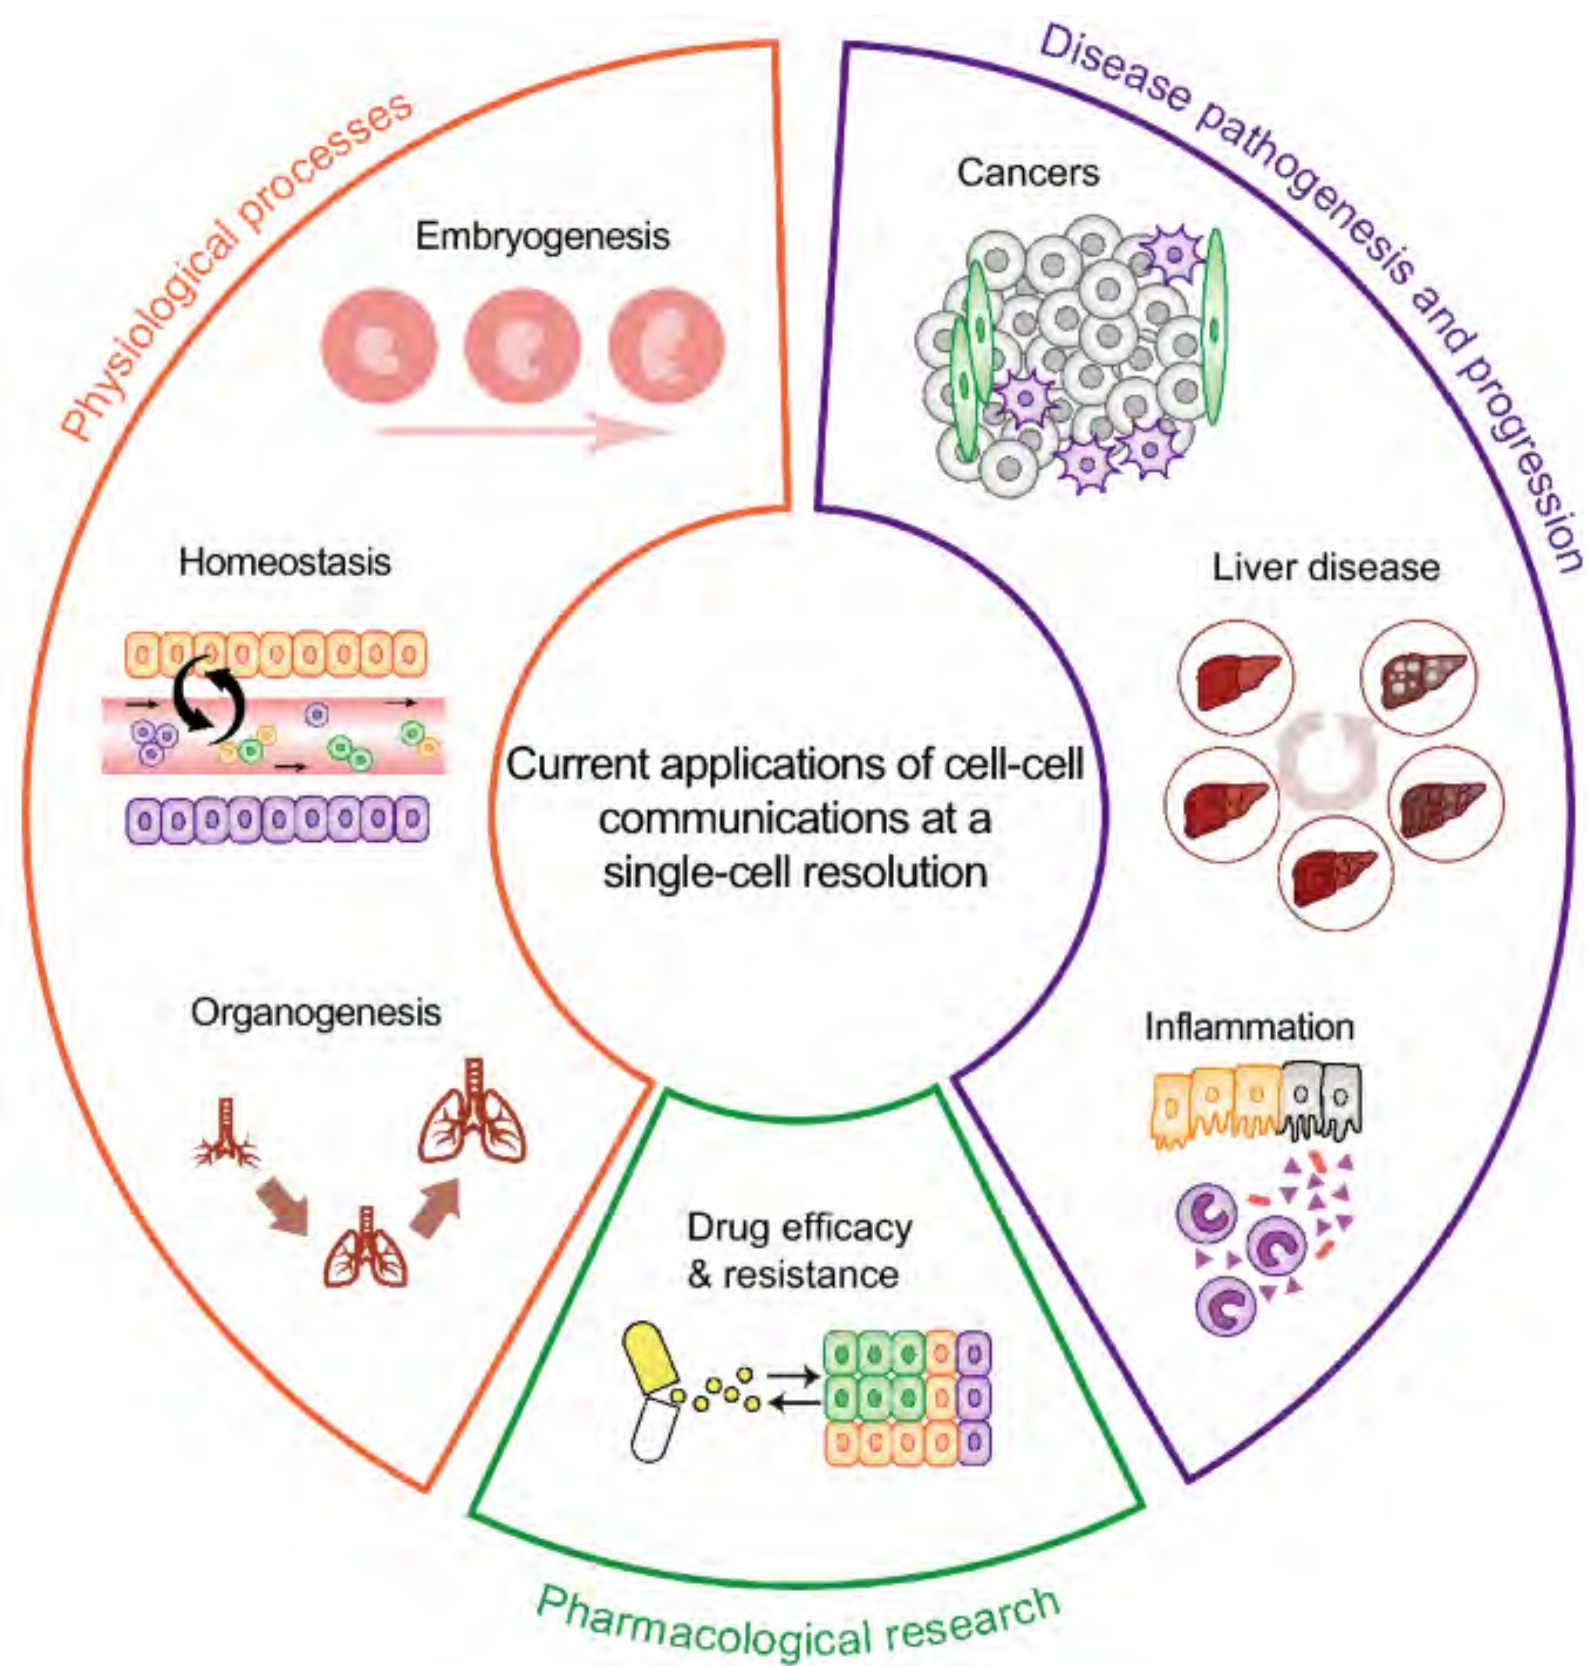 Physiological processes
Embryogenesis
Homeostasis
Organogenesis
Disease pathogenesis and progression
Cancers
Liver disease
Inflammation
Current applications of cell-cell
communications at a
single-cell resolution
Drug efficacy
& resistance
Pharmacological research